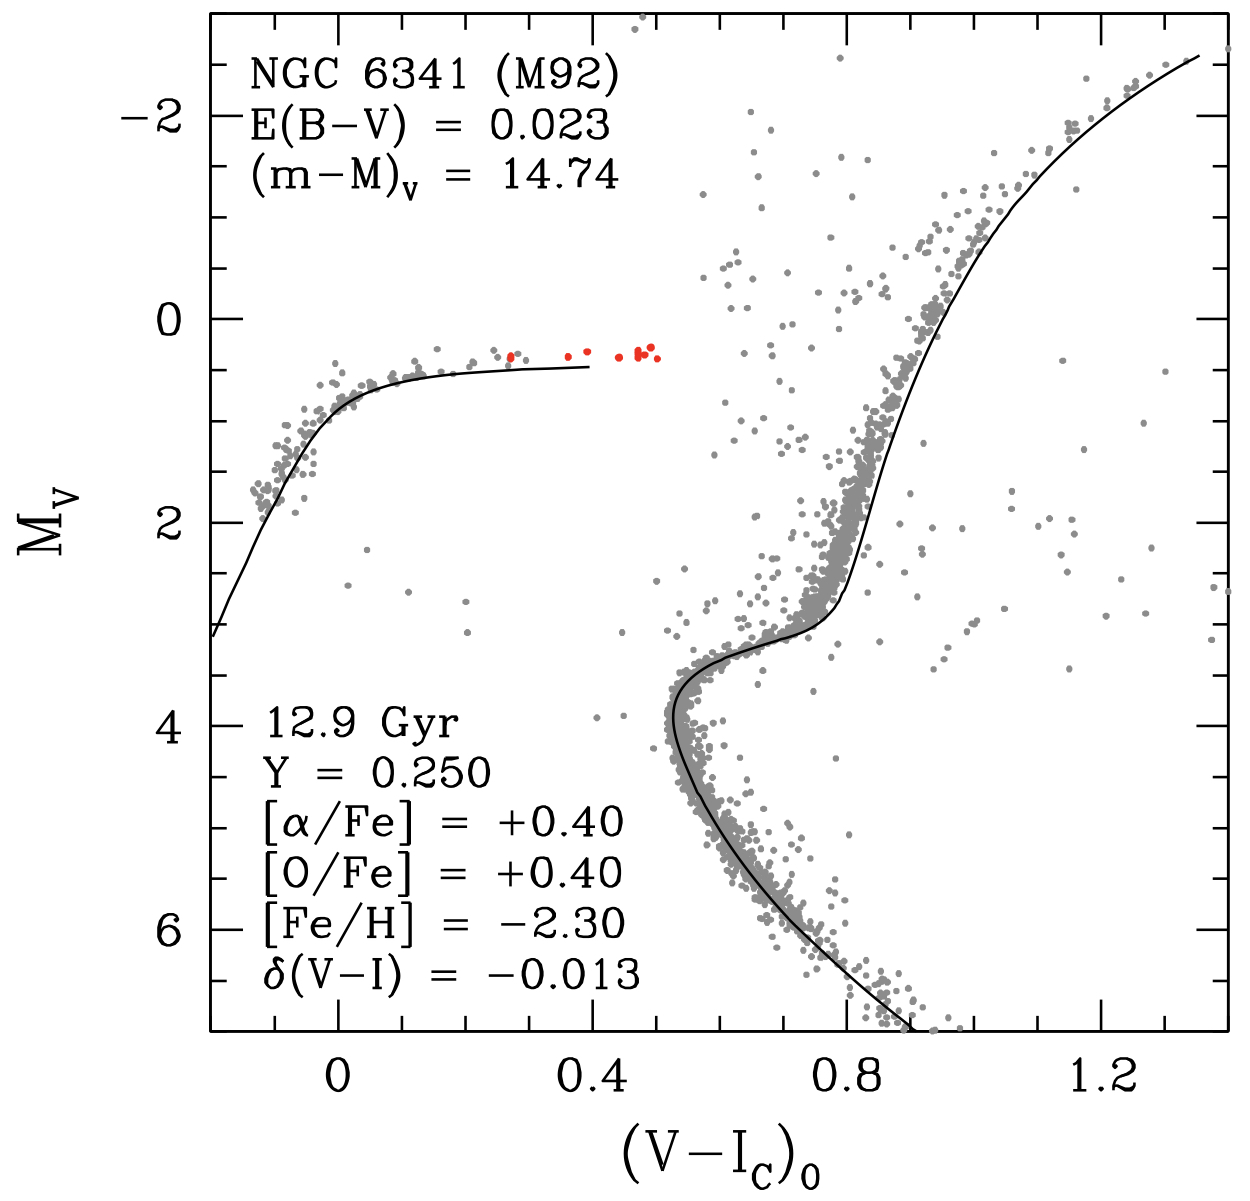 NGC 6341 (M92)
E(B−V) = 0.023
(m−M)V = 14.74
−2
0
2
4
6
MV
12.9 Gyr
Y = 0.250
[α/Fe] = +0.40
[O/Fe] = +0.40
[Fe/H] = −2.30
δ(V−I) = −0.013
0 0.4 0.8 1.2
(V−IC)0